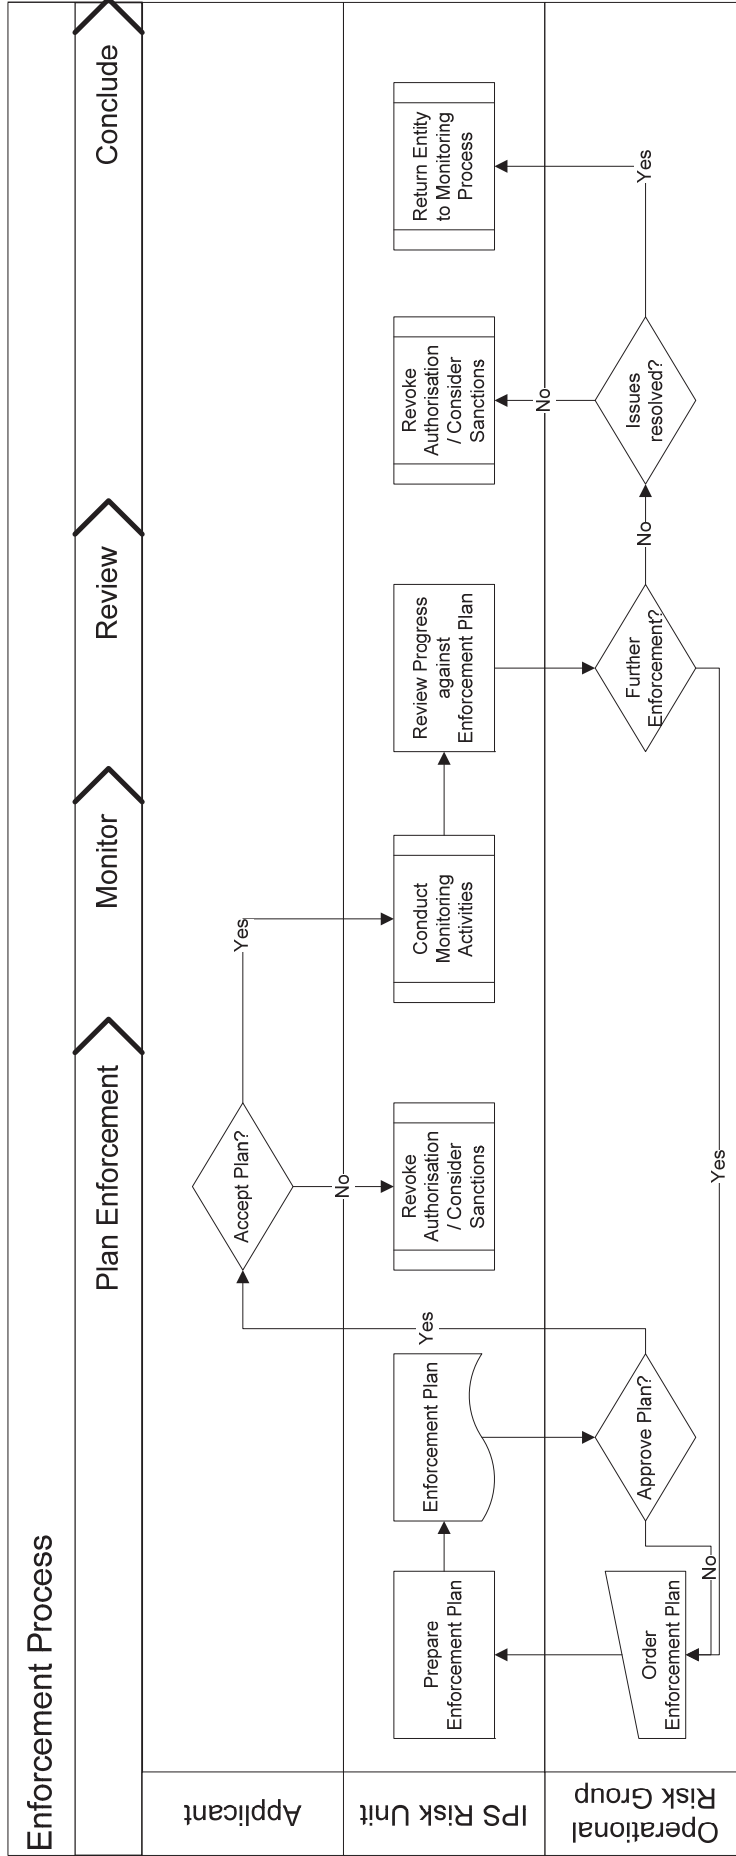 Enforcement Process
Plan Enforcement
Monitor
Review
Conclude
Applicant
Accept Plan?
Yes
No
IPS Risk Unit
Prepare
Enforcement Plan
Enforcement Plan
Yes
Revoke
Authorisation
/ Consider
Sanctions
Conduct
Monitoring
Activities
Review Progress
against
Enforcement Plan
Revoke
Authorisation
/ Consider
Sanctions
Return Entity
to Monitoring
Process
No
Operational
Risk Group
Order
Enforcement Plan
No
Approve Plan?
Yes
Further
Enforcement?
No
Issues
resolved?
Yes